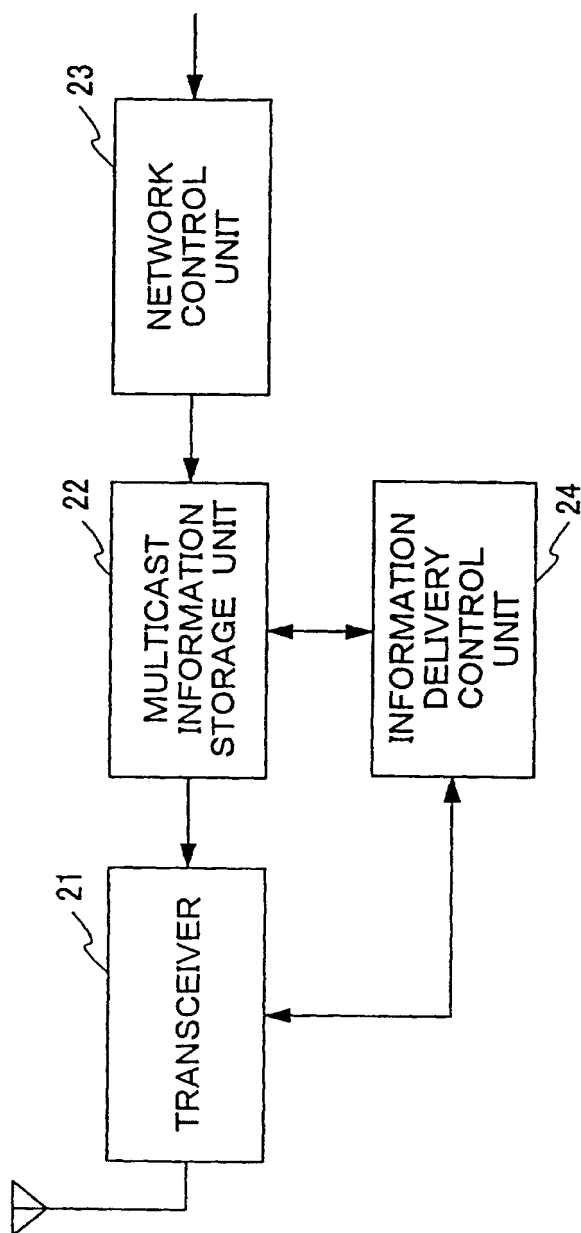 21
TRANSCEIVER
22
MULTICAST
INFORMATION
STORAGE UNIT
23
NETWORK
CONTROL
UNIT
INFORMATION
DELIVERY
CONTROL
UNIT
24